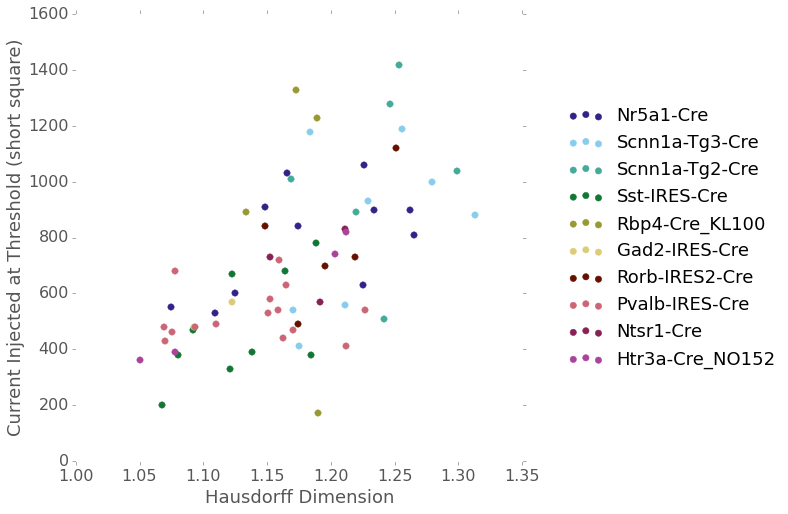 1600
1400
1200
1000
800
600
400
200
0
Current Injected at Threshold (short square)
1.00 1.05 1.10 1.15 1.20 1.25 1.30 1.35
Hausdorff Dimension
Nr5a1-Cre
Scnn1a-Tg3-Cre
Scnn1a-Tg2-Cre
Sst-IRES-Cre
Rbp4-Cre_KL100
Gad2-IRES-Cre
Rorb-IRES2-Cre
Pvalb-IRES-Cre
Ntsr1-Cre
Htr3a-Cre_NO152